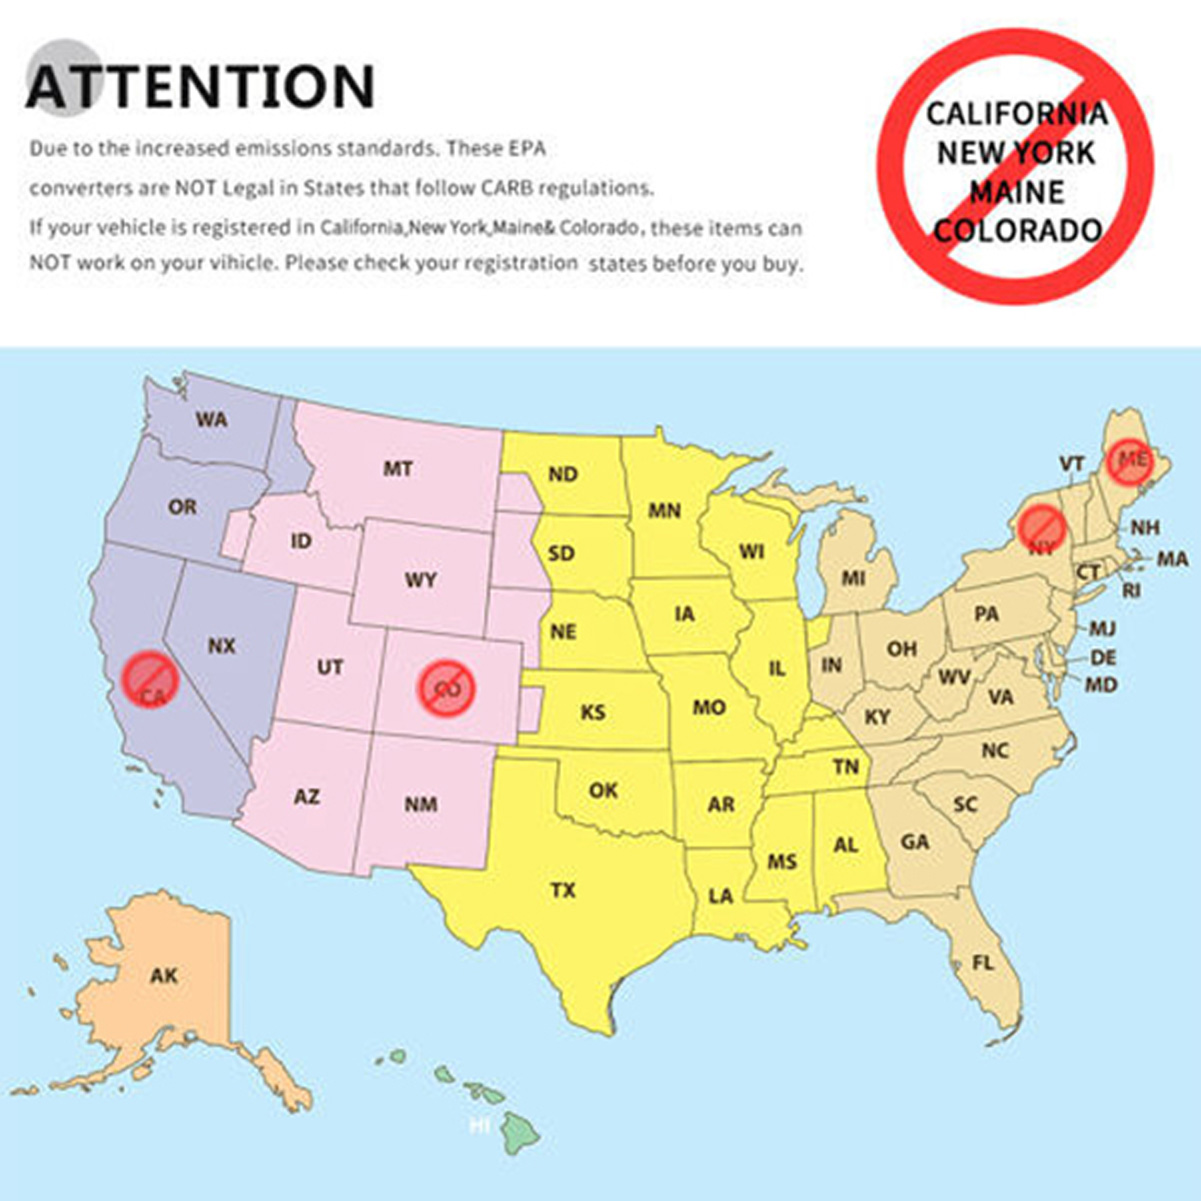 ATTENTION
Due to the increased emissions standards. These EPA
converters are NOT Legal in States that follow CARB regulations.
If your vehicle is registered in California,New York,Maine& Colorado, these items can
NOT work on your vihicle. Please check your registration states before you buy.
CALIFORNIA
NEW YORK
MAINE
COLORADO
WA
MT
ND
VT
ME
OR
ID
MN
NY
NH
SD
WI
MA
WY
MI
CT
RI
NE
IA
PA
MJ
NX
UT
CO
IL
IN
OH
DE
CA
WV
MD
KS
MO
KY
VA
AZ
NM
OK
TN
NC
AR
SC
TX
MS
AL
GA
LA
FL
AK
HI